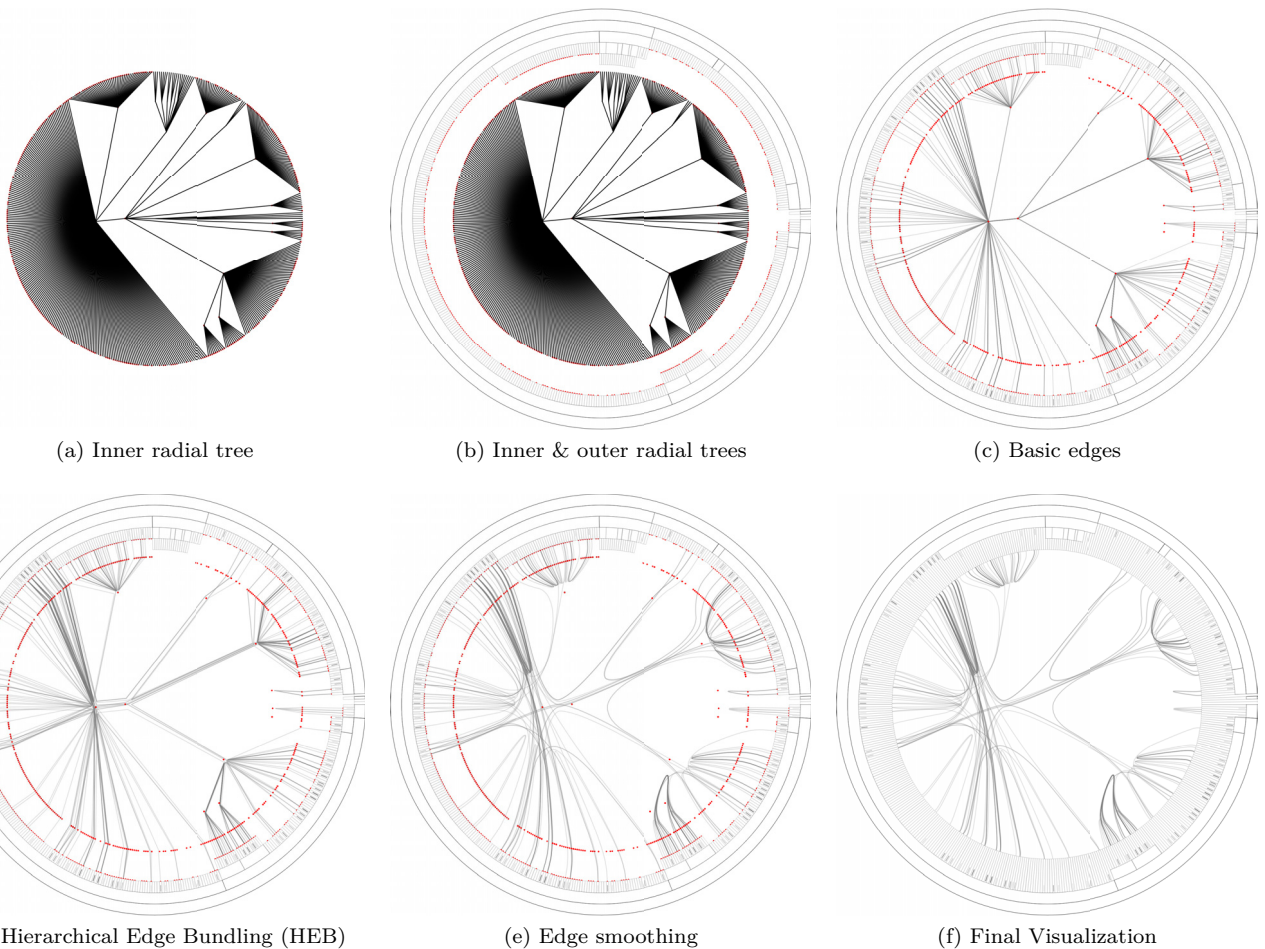 (a) Inner radial tree
(b) Inner & outer radial trees
(c) Basic edges
Hierarchical Edge Bundling (HEB)
(e) Edge smoothing
(f) Final Visualization